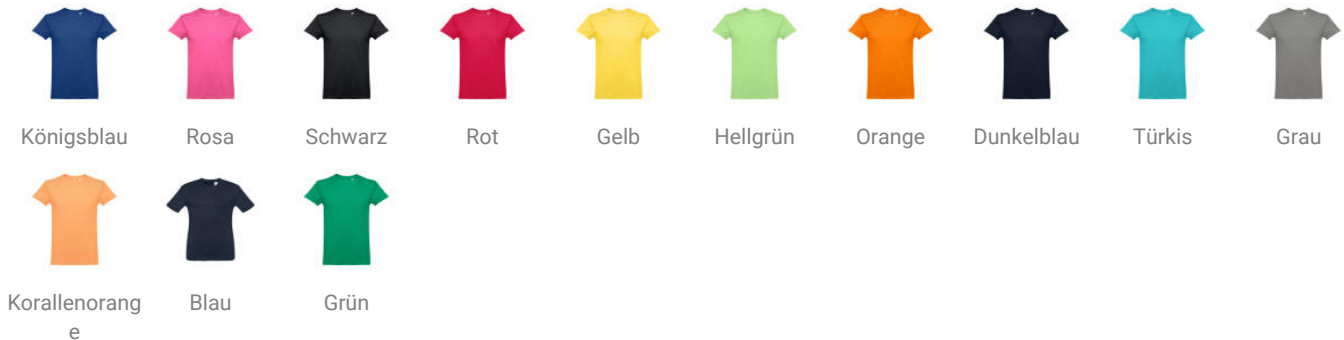 Königsblau Rosa Schwarz Rot Gelb Hellgrün Orange Dunkelblau Türkis Grau
Korallenorang Blau Grün
e